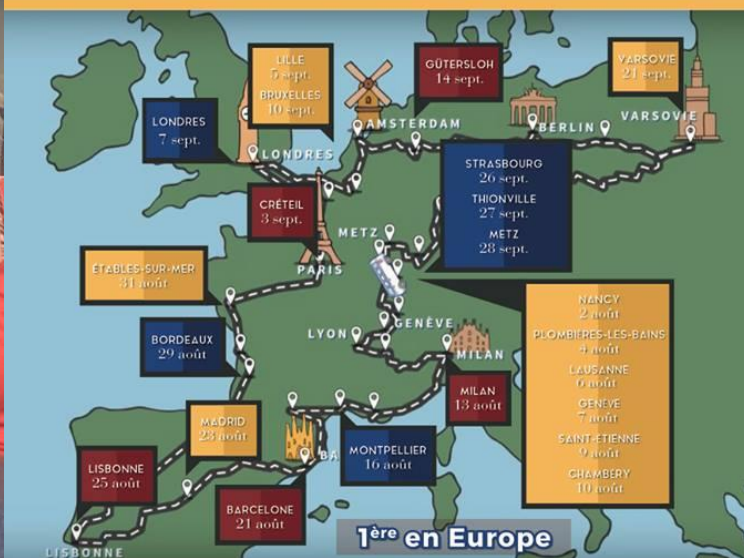 LILLE
5 sept.
BRUXELLES
10 sept.
GÜTERSLOH
14 sept.
VARSOVIE
21 sept.
LONDRES
7 sept.
AMSTERDAM
BERLIN
VARSOVIE
LONDRES
STRASBOURG
26 sept.
THIONVILLE
27 sept.
METZ
28 sept.
CRÉTEIL
3 sept.
METZ
PARIS
ÉTABLES-SUR-MER
31 août
NANCY
2 août
PLOMBIÈRES-LES-BAINS
4 août
LAUSANNE
6 août
GENÈVE
7 août
SAINT-ÉTIENNE
9 août
CHAMBÉRY
10 août
BORDEAUX
29 août
LYON
GENÈVE
MILAN
MILAN
13 août
MADRID
23 août
BA
MONTPELLIER
16 août
LISBONNE
25 août
BARCELONE
21 août
LISBONNE
1ère en Europe